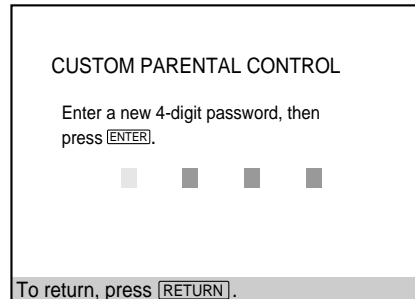 CUSTOM PARENTAL CONTROL
Enter a new 4-digit password, then
press ENTER.
To return, press RETURN.